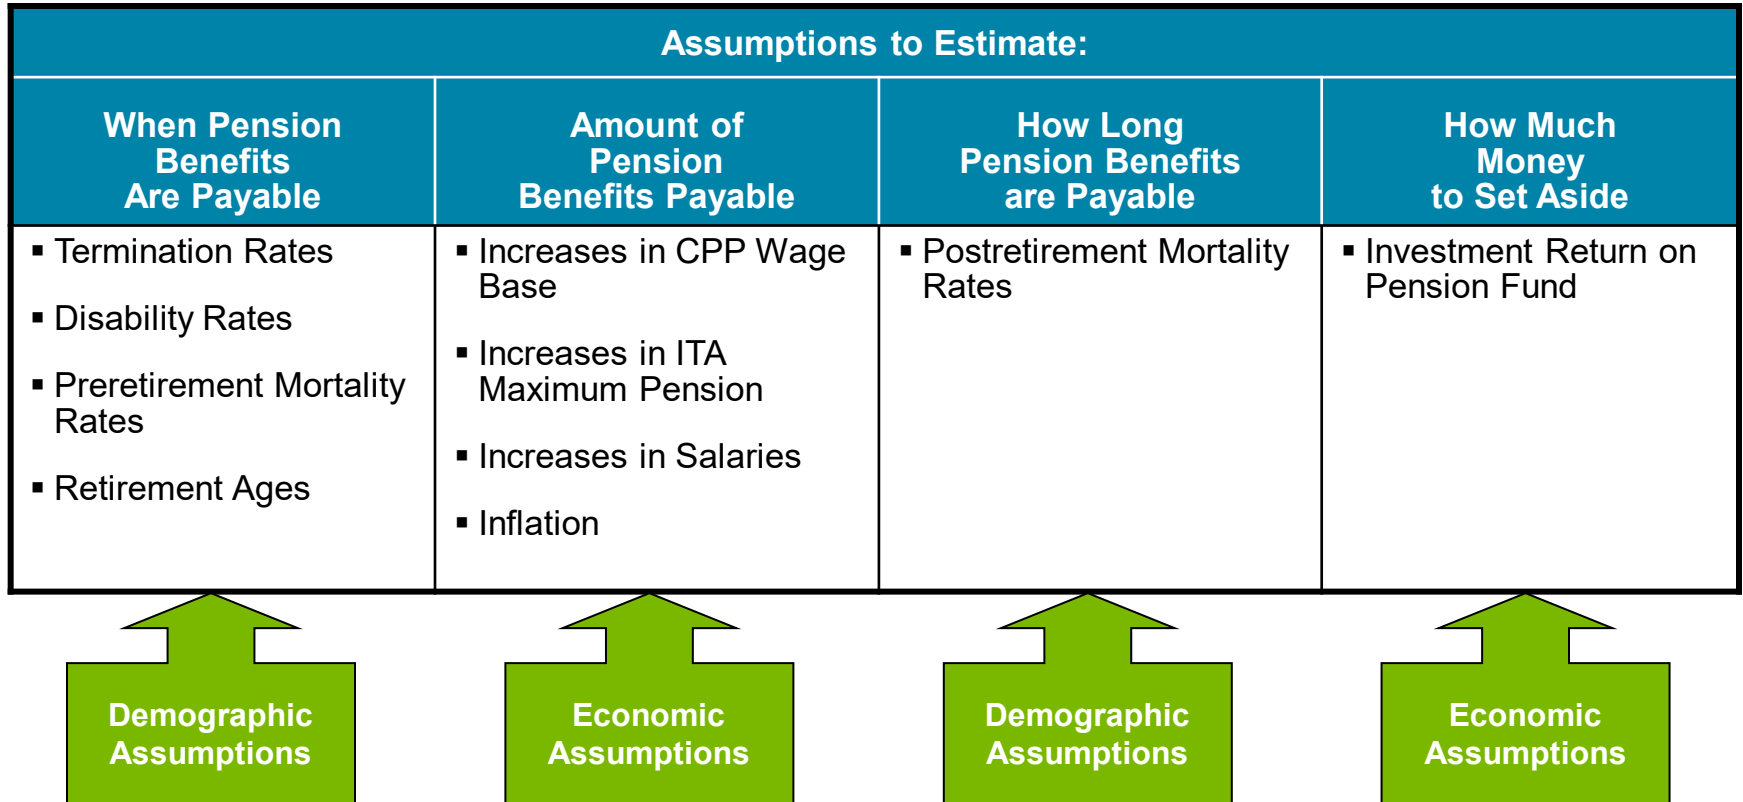 Assumptions to Estimate:
When Pension
Benefits
Are Payable
Amount of
Pension
Benefits Payable
How Long
Pension Benefits
are Payable
How Much
Money
to Set Aside
▪ Termination Rates
▪ Disability Rates
▪ Preretirement Mortality
Rates
▪ Retirement Ages
▪ Increases in CPP Wage
Base
▪ Increases in ITA
Maximum Pension
▪ Increases in Salaries
▪ Inflation
▪ Postretirement Mortality
Rates
▪ Investment Return on
Pension Fund
Demographic
Assumptions
Economic
Assumptions
Demographic
Assumptions
Economic
Assumptions